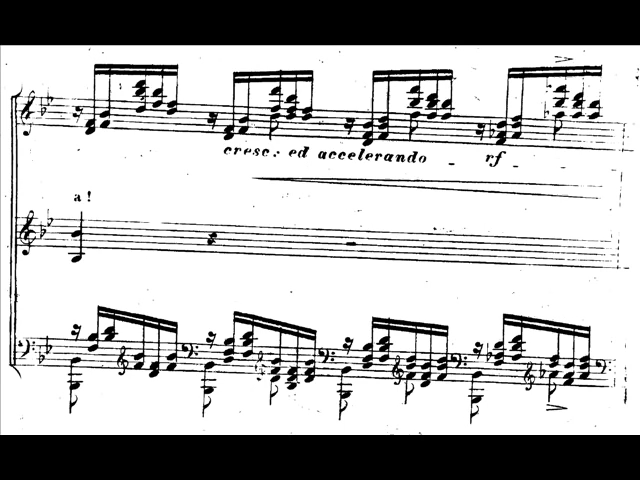 cresc: ed accelerando _ rf _ _
a!